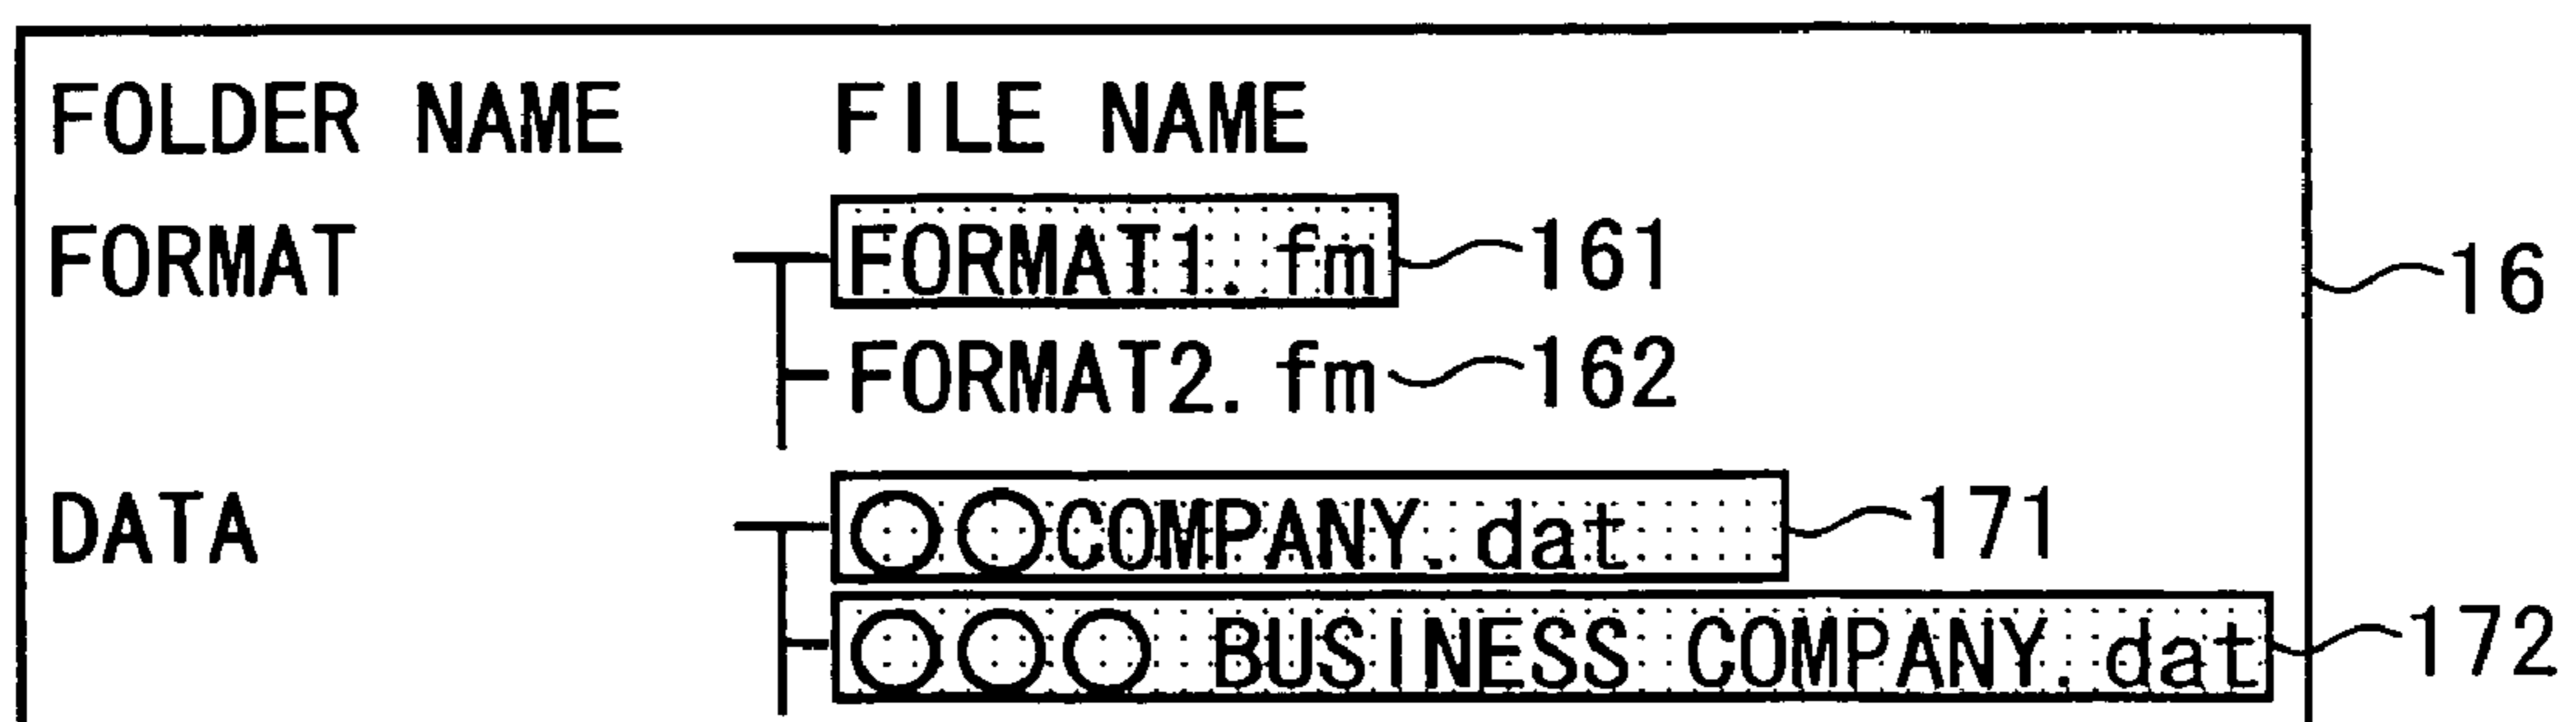 FOLDER NAME FILE NAME
FORMAT FORMAT1.fm 161
16
FORMAT2.fm 162
DATA ○○COMPANY.dat 171
○○○ BUSINESS COMPANY.dat 172